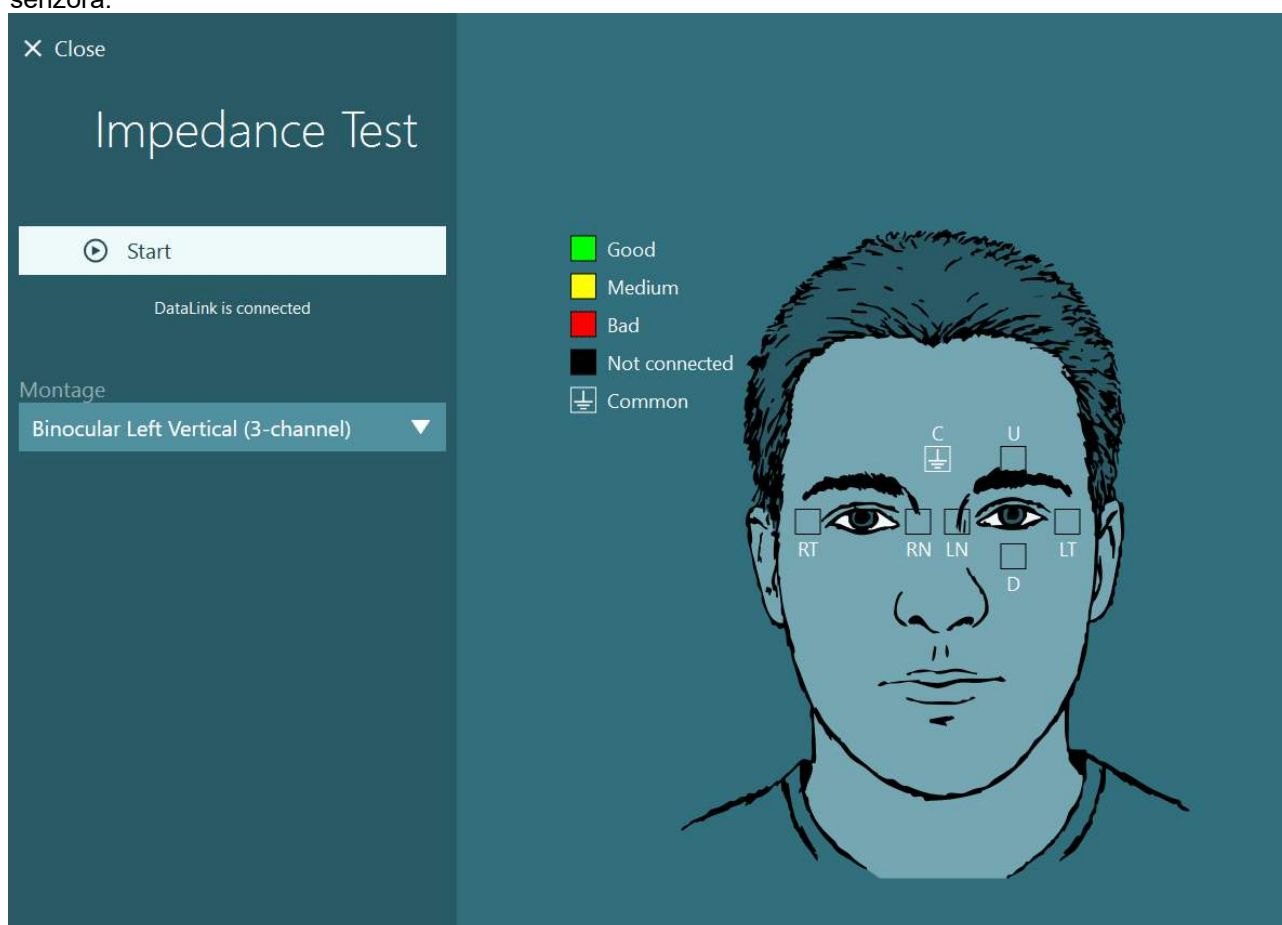 senzora.
Close
Impedance Test
Start
DataLink is connected
Montage
Binocular Left Vertical (3-channel)
Good
Medium
Bad
Not connected
Common
C U
RT RN LN LT
D